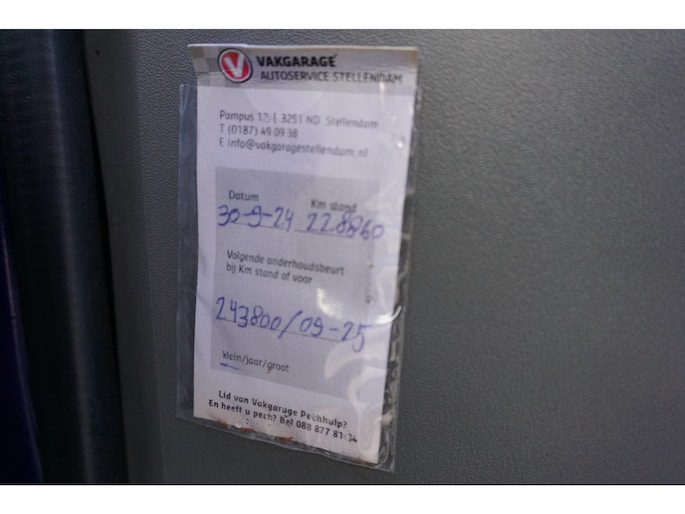 VAKGARAGE
AUTOSERVICE STELLENDAM
Pampus 12 | 3251 ND Stellendam
T (0187) 49 09 38
E info@vakgaragestellendam.nl
Datum Km stand
30-9-24 228860
Volgende onderhoudsbeurt
bij Km stand of voor
243800/09-25
klein/jaar/groot
Lid van Vakgarage Pechhulp?
En heeft u pech? Bel 088 877 81 04